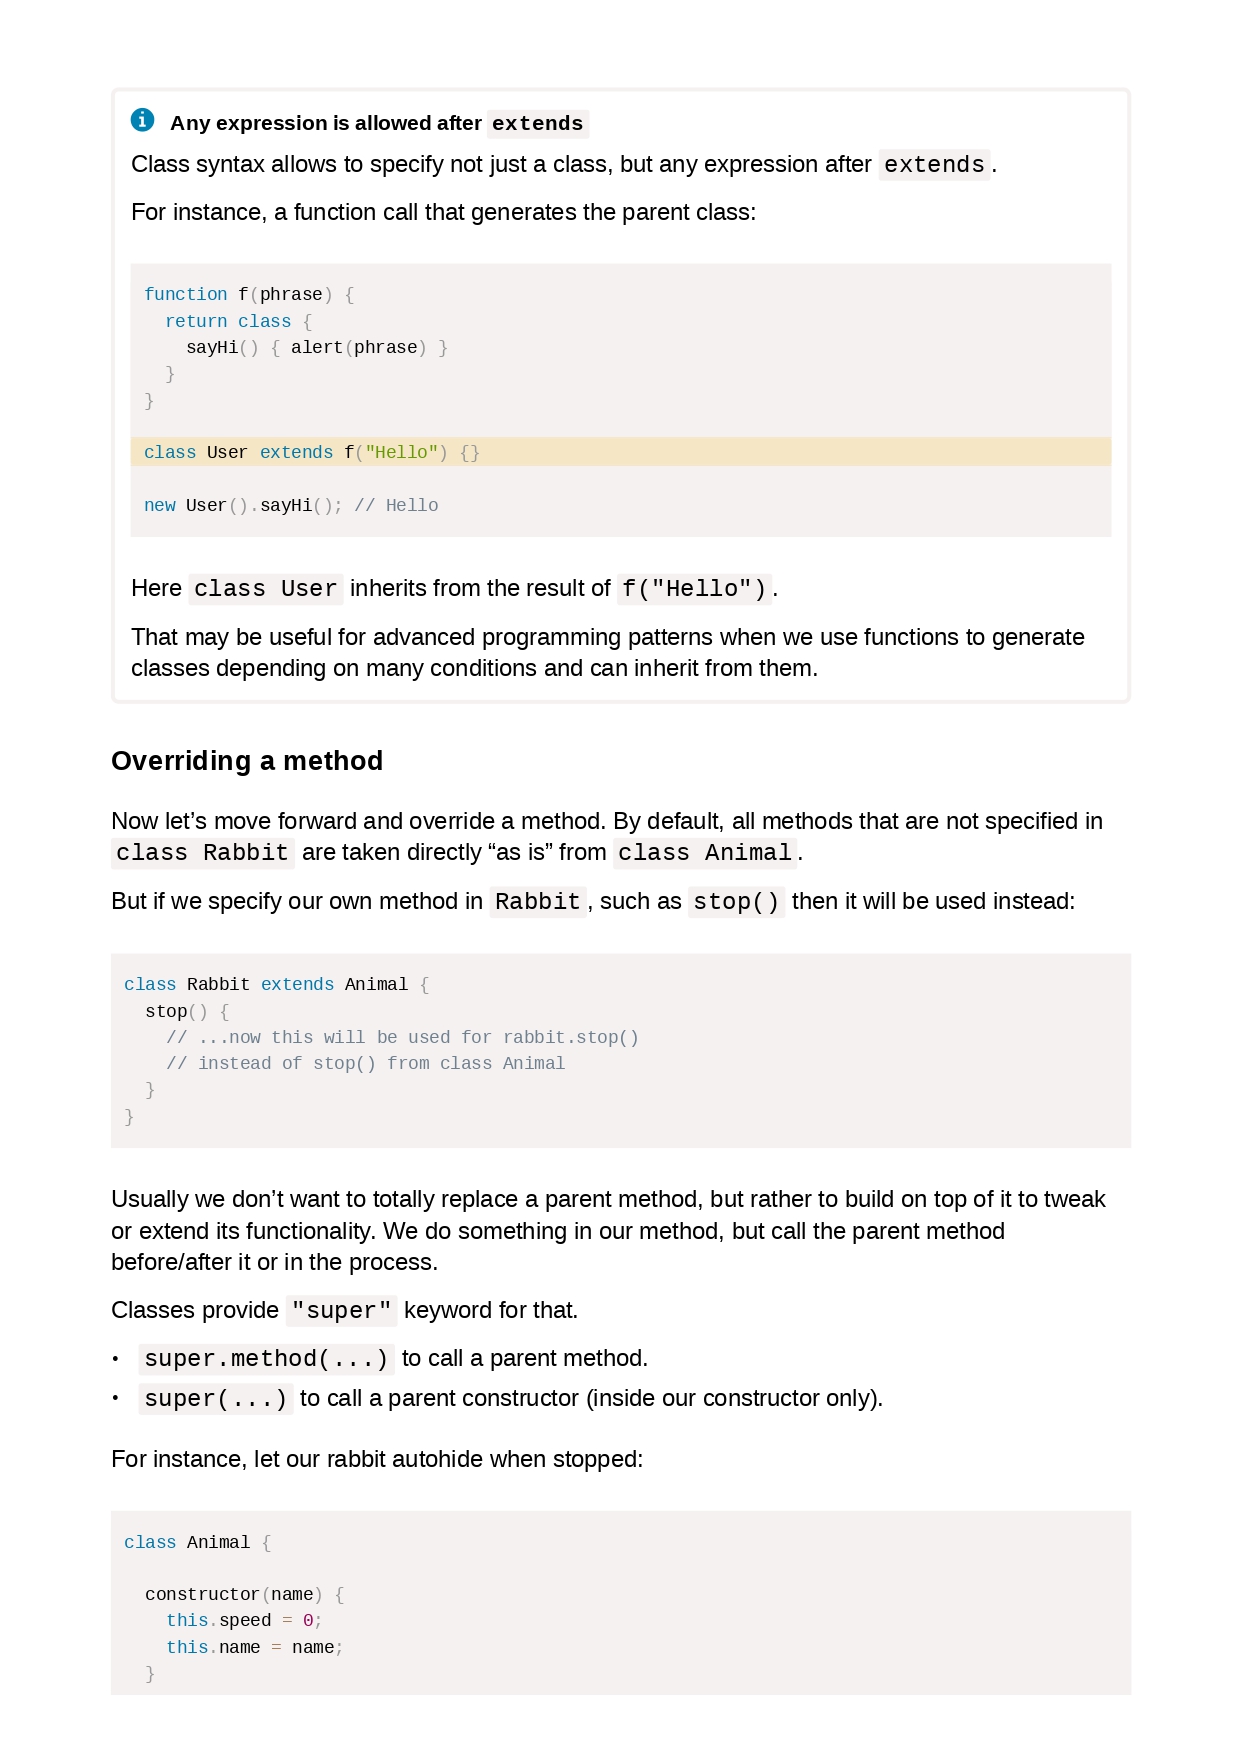 Any expression is allowed after extends
Class syntax allows to specify not just a class, but any expression after extends.
For instance, a function call that generates the parent class:
function f(phrase) {
  return class {
    sayHi() { alert(phrase) }
  }
}
class User extends f("Hello") {}
new User().sayHi(); // Hello
Here class User inherits from the result of f("Hello").
That may be useful for advanced programming patterns when we use functions to generate
classes depending on many conditions and can inherit from them.
Overriding a method
Now let’s move forward and override a method. By default, all methods that are not specified in
class Rabbit are taken directly “as is” from class Animal.
But if we specify our own method in Rabbit, such as stop() then it will be used instead:
class Rabbit extends Animal {
  stop() {
    // ...now this will be used for rabbit.stop()
    // instead of stop() from class Animal
  }
}
Usually we don’t want to totally replace a parent method, but rather to build on top of it to tweak
or extend its functionality. We do something in our method, but call the parent method
before/after it or in the process.
Classes provide "super" keyword for that.
• super.method(...) to call a parent method.
• super(...) to call a parent constructor (inside our constructor only).
For instance, let our rabbit autohide when stopped:
class Animal {
  constructor(name) {
    this.speed = 0;
    this.name = name;
  }